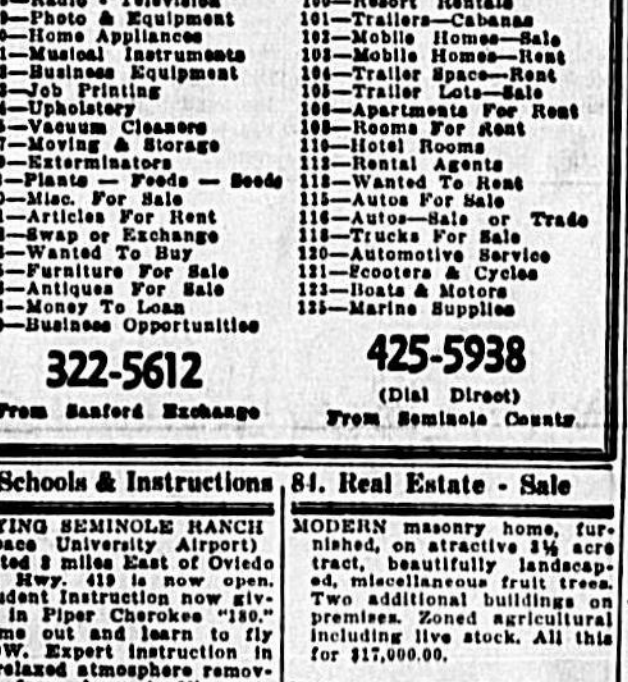 Radio - Television
Photo & Equipment
Home Appliances
Musical Instruments
Business Equipment
Job Printing
Upholstery
Vacuum Cleaners
Moving & Storage
Exterminators
Plants — Feeds — Seeds
Misc. For Sale
Articles For Rent
Swap or Exchange
Wanted To Buy
Furniture For Sale
Antiques For Sale
Money To Loan
Business Opportunities
322-5612
From Sanford Exchange
100—Resort Rentals
101—Trailers—Cabanas
102—Mobile Homes—Sale
103—Mobile Homes—Rent
104—Trailer Space—Rent
105—Trailer Lots—Sale
106—Apartments For Rent
108—Rooms For Rent
110—Hotel Rooms
112—Rental Agents
113—Wanted To Rent
115—Autos For Sale
116—Autos—Sale or Trade
118—Trucks For Sale
120—Automotive Service
121—Scooters & Cycles
123—Boats & Motors
125—Marine Supplies
425-5938
(Dial Direct)
From Seminole County
Schools & Instructions
YING SEMINOLE RANCH
pace University Airport)
ted 8 miles East of Oviedo
Hwy. 419 is now open.
udent Instruction now giv-
in Piper Cherokee "180."
me out and learn to fly
OW. Expert instruction in
relaxed atmosphere remov-
84. Real Estate - Sale
MODERN masonry home, fur-
nished, on atractive 3½ acre
tract, beautifully landscap-
ed, miscellaneous fruit trees.
Two additional buildings on
premises. Zoned agricultural
including live stock. All this
for $17,000.00.